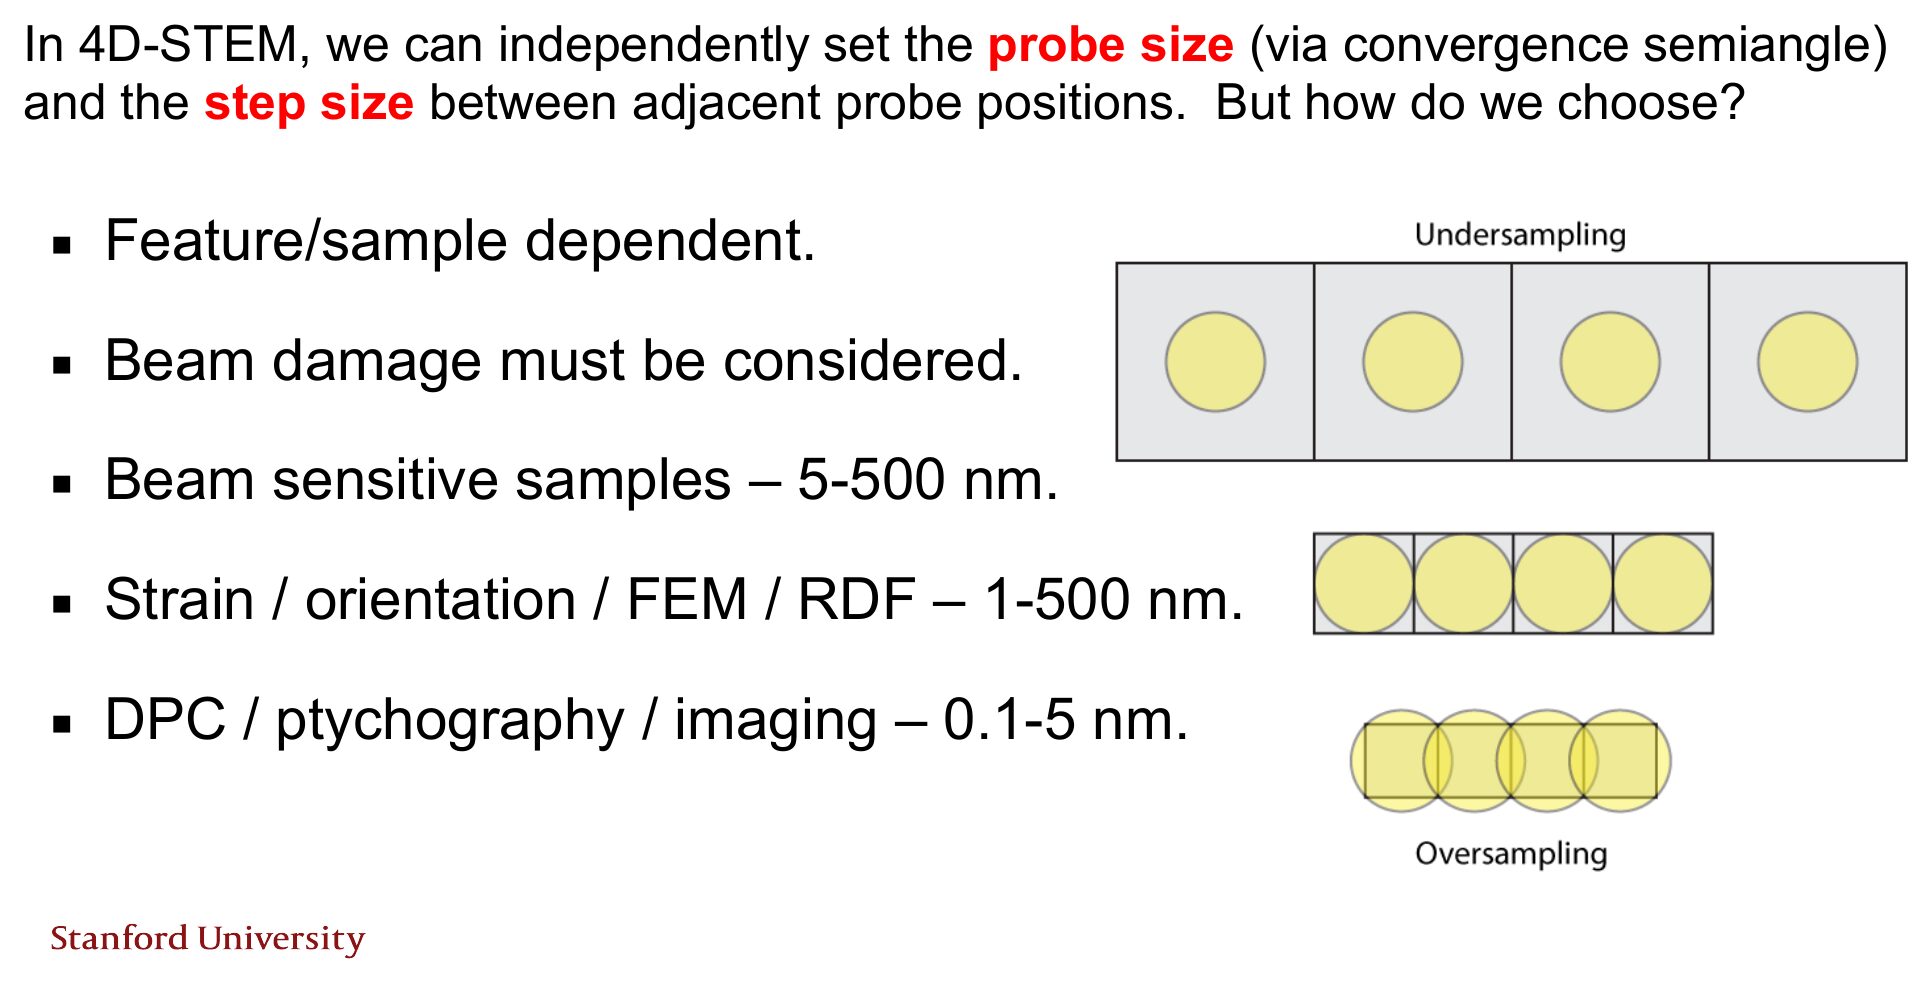 In 4D-STEM, we can independently set the probe size (via convergence semiangle)
and the step size between adjacent probe positions.  But how do we choose?
▪ Feature/sample dependent.
▪ Beam damage must be considered.
▪ Beam sensitive samples – 5-500 nm.
▪ Strain / orientation / FEM / RDF – 1-500 nm.
▪ DPC / ptychography / imaging – 0.1-5 nm.
Undersampling
Oversampling
Stanford University